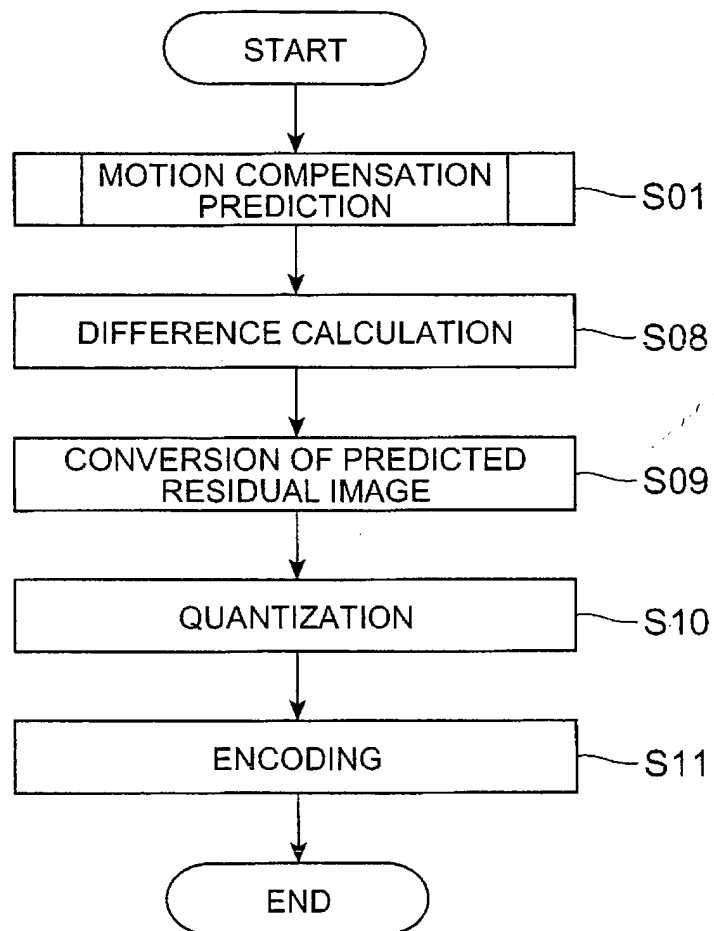 START
MOTION COMPENSATION
PREDICTION
S01
DIFFERENCE CALCULATION
S08
CONVERSION OF PREDICTED
RESIDUAL IMAGE
S09
QUANTIZATION
S10
ENCODING
S11
END